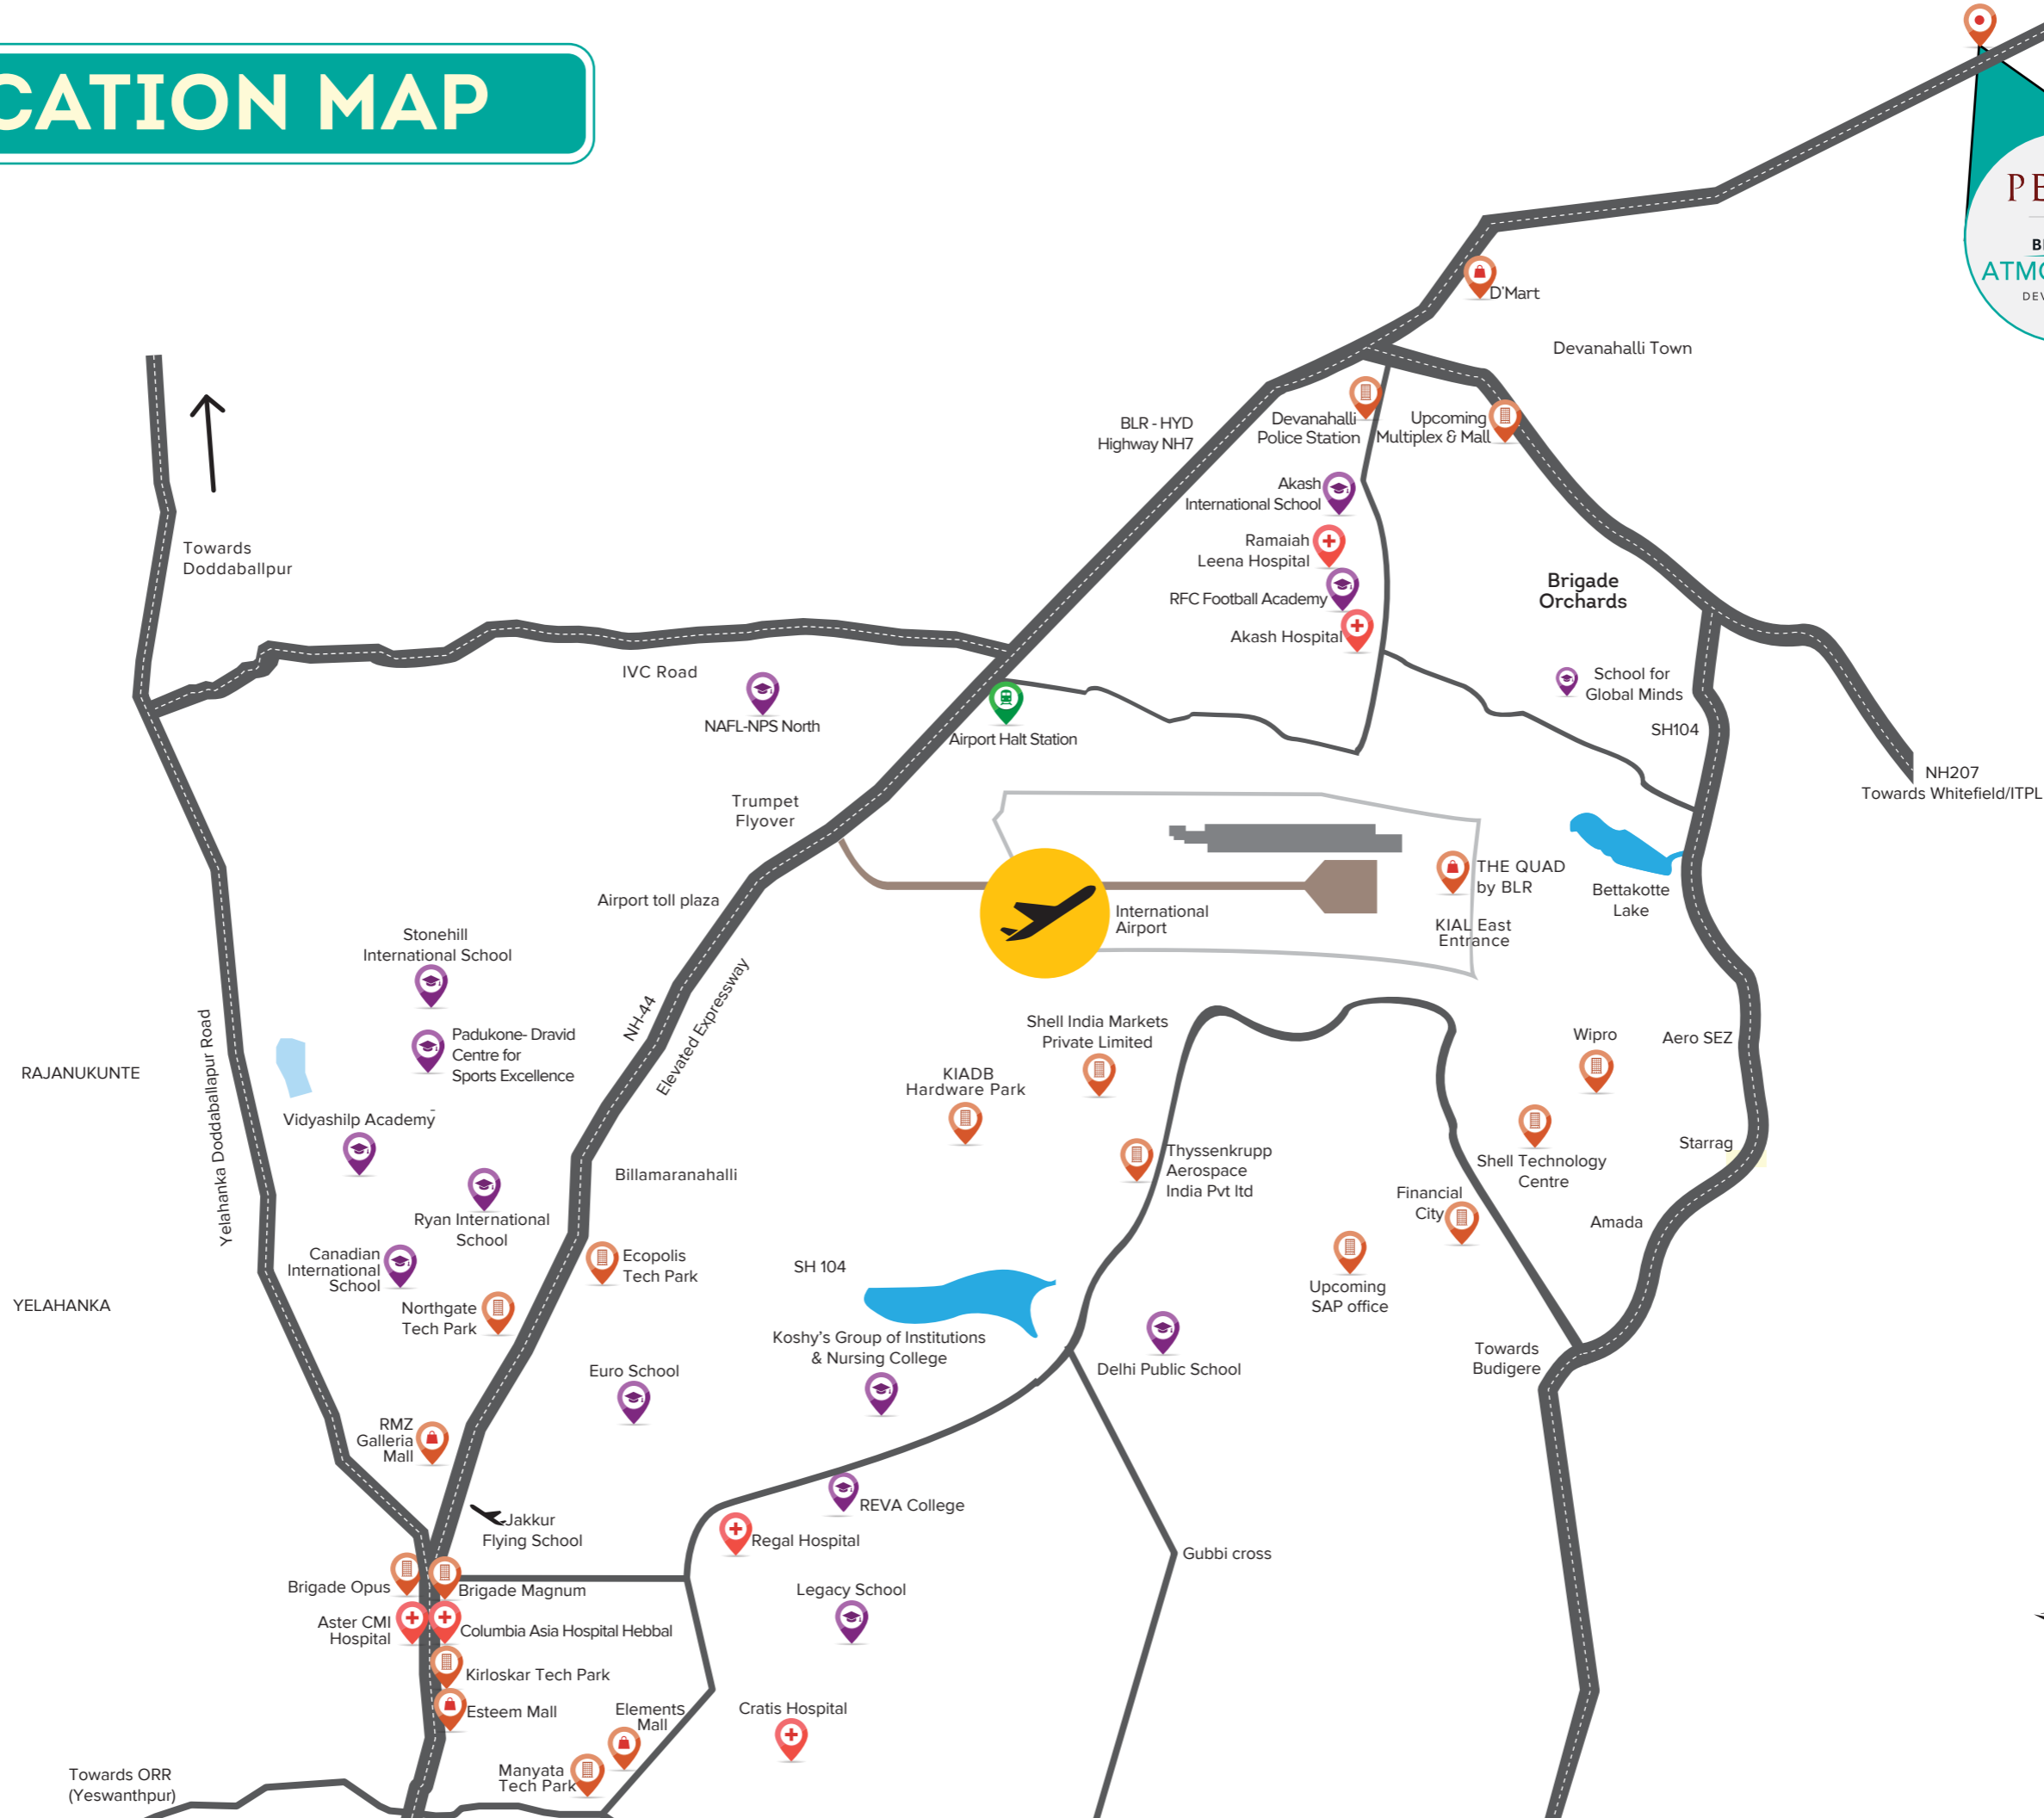 CATION MAP
PE
B
ATMO
DEV
D'Mart
Devanahalli Town
BLR - HYD
Highway NH7
Devanahalli
Police Station
Upcoming
Multiplex & Mall
Akash
International School
Towards
Doddaballpur
Ramaiah
Leena Hospital
Brigade
Orchards
RFC Football Academy
Akash Hospital
IVC Road
School for
Global Minds
NAFL-NPS North
Airport Halt Station
SH104
NH207
Towards Whitefield/ITPL
Trumpet
Flyover
THE QUAD
by BLR
Bettakotte
Lake
Airport toll plaza
International
Airport
KIAL East
Entrance
Stonehill
International School
NH-44
Elevated Expressway
Shell India Markets
Private Limited
Wipro
Aero SEZ
Padukone- Dravid
Centre for
Sports Excellence
RAJANUKUNTE
Yelahanka Doddaballapur Road
KIADB
Hardware Park
Vidyashilp Academy
Starrag
Thyssenkrupp
Aerospace
India Pvt ltd
Shell Technology
Centre
Billamaranahalli
Financial
City
Ryan International
School
Amada
Canadian
International
School
Ecopolis
Tech Park
SH 104
Upcoming
SAP office
YELAHANKA
Northgate
Tech Park
Koshy's Group of Institutions
& Nursing College
Towards
Budigere
Euro School
Delhi Public School
RMZ
Galleria
Mall
REVA College
Jakkur
Flying School
Regal Hospital
Gubbi cross
Brigade Opus
Brigade Magnum
Legacy School
Aster CMI
Hospital
Columbia Asia Hospital Hebbal
Kirloskar Tech Park
Esteem Mall
Elements
Mall
Cratis Hospital
Manyata
Tech Park
Towards ORR
(Yeswanthpur)